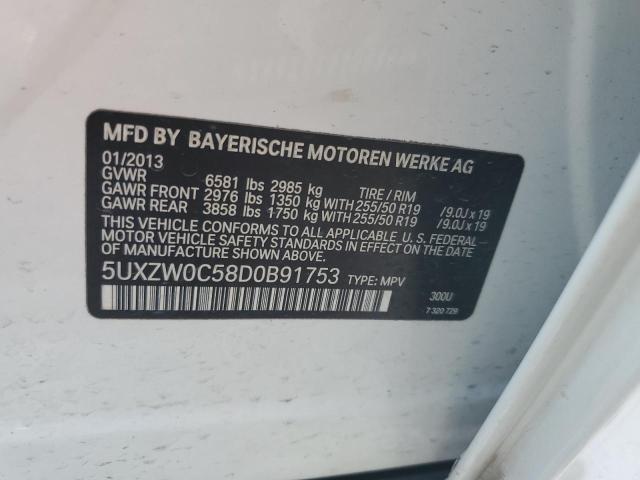 MFD BY BAYERISCHE MOTOREN WERKE AG
01/2013
GVWR 6581 lbs 2985 kg TIRE / RIM
GAWR FRONT 2976 lbs 1350 kg WITH 255/50 R19 /9.0J x 19
GAWR REAR 3858 lbs 1750 kg WITH 255/50 R19 /9.0J x 19
THIS VEHICLE CONFORMS TO ALL APPLICABLE, U. S. FEDERAL
MOTOR VEHICLE SAFETY STANDARDS IN EFFECT ON THE DATE
OF MANUFACTURE SHOWN ABOVE.
5UXZW0C58D0B91753 TYPE: MPV
300U
7 320 729